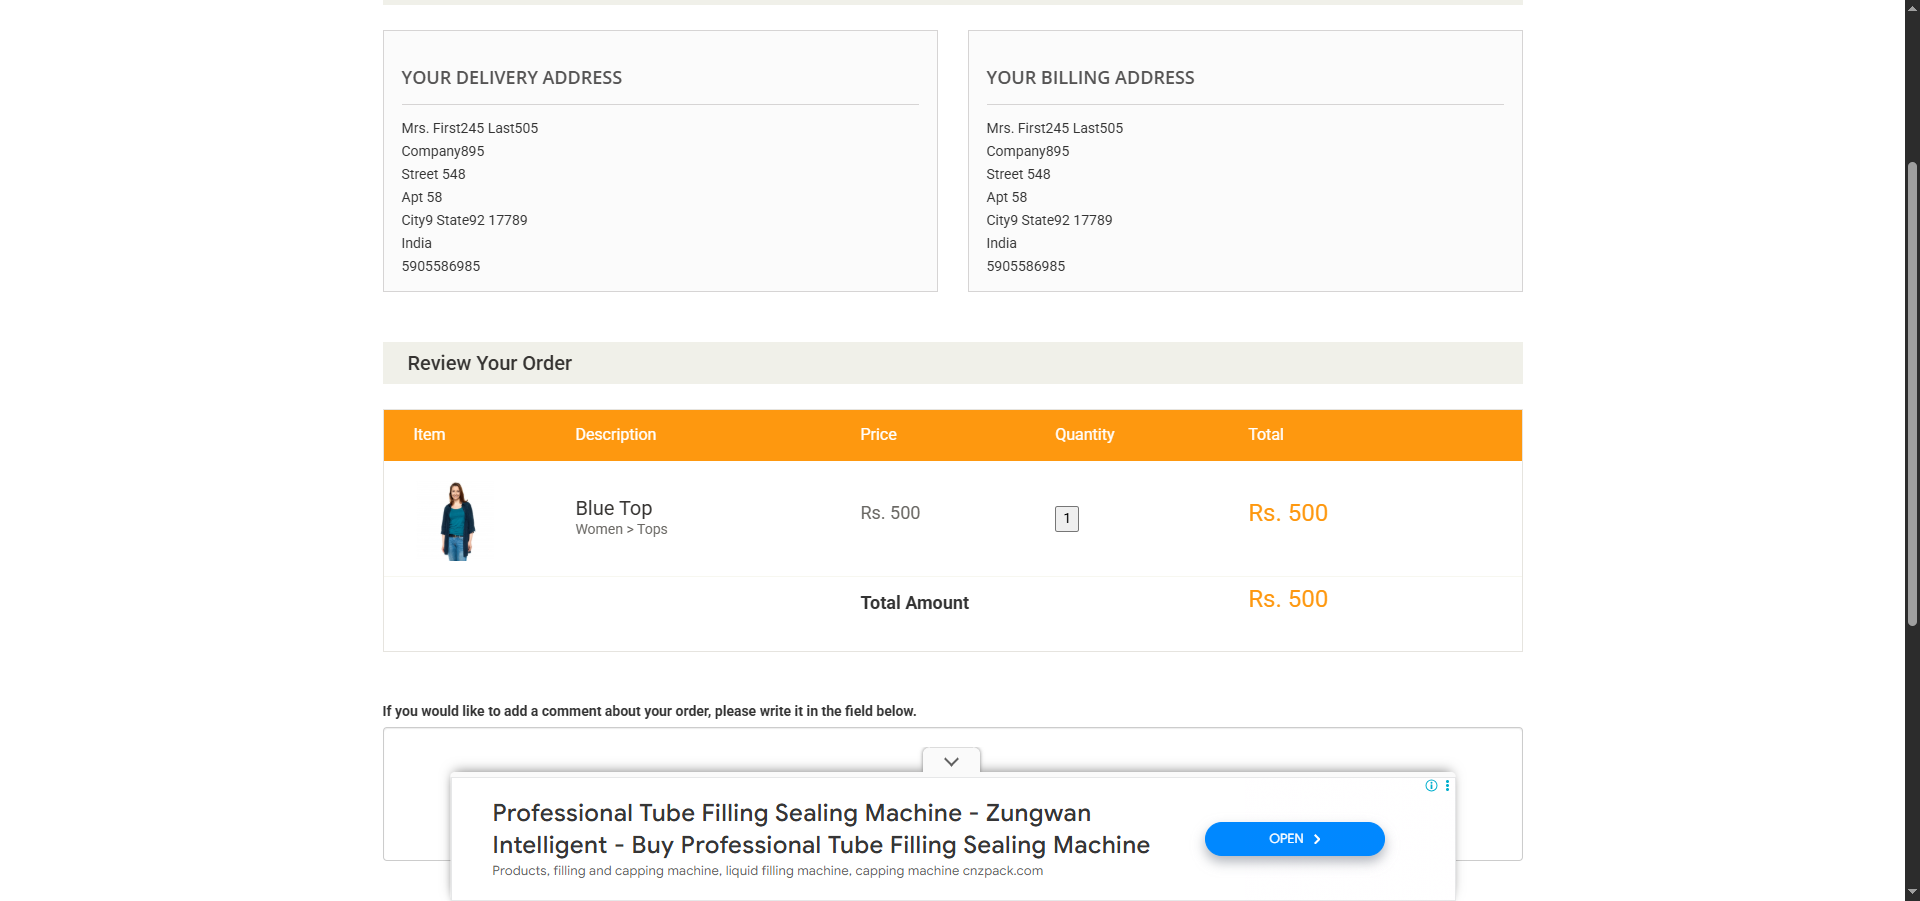 YOUR DELIVERY ADDRESS
Mrs. First245 Last505
Company895
Street 548
Apt 58
City9 State92 17789
India
5905586985
YOUR BILLING ADDRESS
Mrs. First245 Last505
Company895
Street 548
Apt 58
City9 State92 17789
India
5905586985
Review Your Order
Item Description Price Quantity Total
Blue Top
Women > Tops
Rs. 500
1
Rs. 500
Total Amount
Rs. 500
If you would like to add a comment about your order, please write it in the field below.
Professional Tube Filling Sealing Machine - Zungwan
Intelligent - Buy Professional Tube Filling Sealing Machine
Products, filling and capping machine, liquid filling machine, capping machine cnzpack.com
OPEN